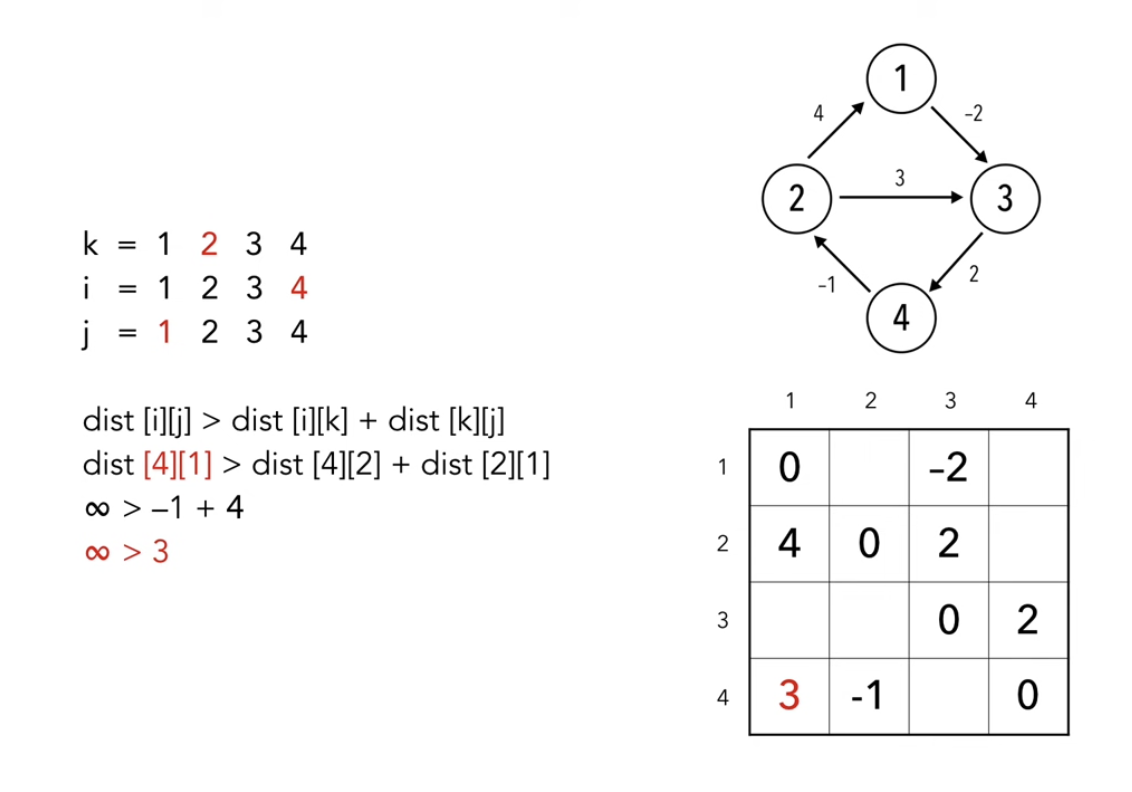 k = 1 2 3 4
i = 1 2 3 4
j = 1 2 3 4
dist [i][j] > dist [i][k] + dist [k][j]
dist [4][1] > dist [4][2] + dist [2][1]
∞ > –1 + 4
∞ > 3
1
4
–2
2
3
3
–1
2
4
1 2 3 4
1 0 –2
2 4 0 2
3 0 2
4 3 -1 0